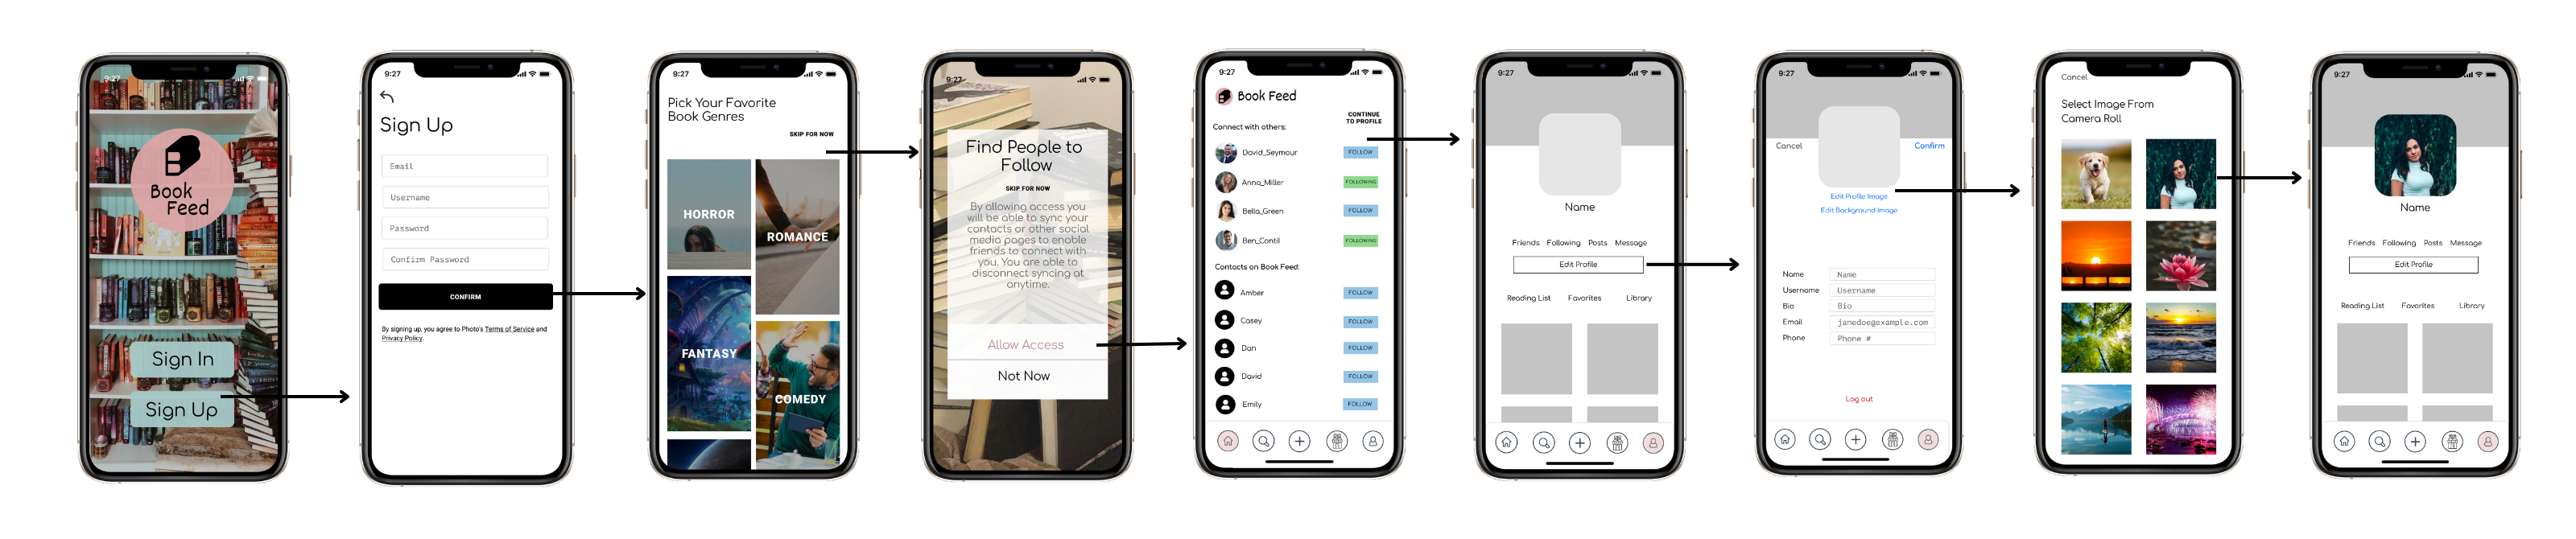 9:27
Book
Feed
Sign In
Sign Up
9:27
Sign Up
Email
Username
Password
Confirm Password
CONFIRM
By signing up, you agree to Photo's Terms of Service and
Privacy Policy.
9:27
Pick Your Favorite
Book Genres
SKIP FOR NOW
HORROR
ROMANCE
FANTASY
COMEDY
9:27
Find People to
Follow
SKIP FOR NOW
By allowing access you
will be able to sync your
contacts or other social
media pages to enable
friends to connect with
you. You are able to
disconnect syncing at
anytime.
Allow Access
Not Now
9:27
Book Feed
CONTINUE
TO PROFILE
Connect with others:
David_Seymour FOLLOW
Anna_Miller FOLLOWING
Bella_Green FOLLOW
Ben_Contil FOLLOWING
Contacts on Book Feed:
Amber FOLLOW
Casey FOLLOW
Dan FOLLOW
David FOLLOW
Emily FOLLOW
9:27
Name
Friends Following Posts Message
Edit Profile
Reading List Favorites Library
9:27
Cancel Confirm
Edit Profile Image
Edit Background Image
Name Name
Username Username
Bio Bio
Email janedoe@example.com
Phone Phone #
Log out
Cancel
Select Image From
Camera Roll
9:27
Name
Friends Following Posts Message
Edit Profile
Reading List Favorites Library